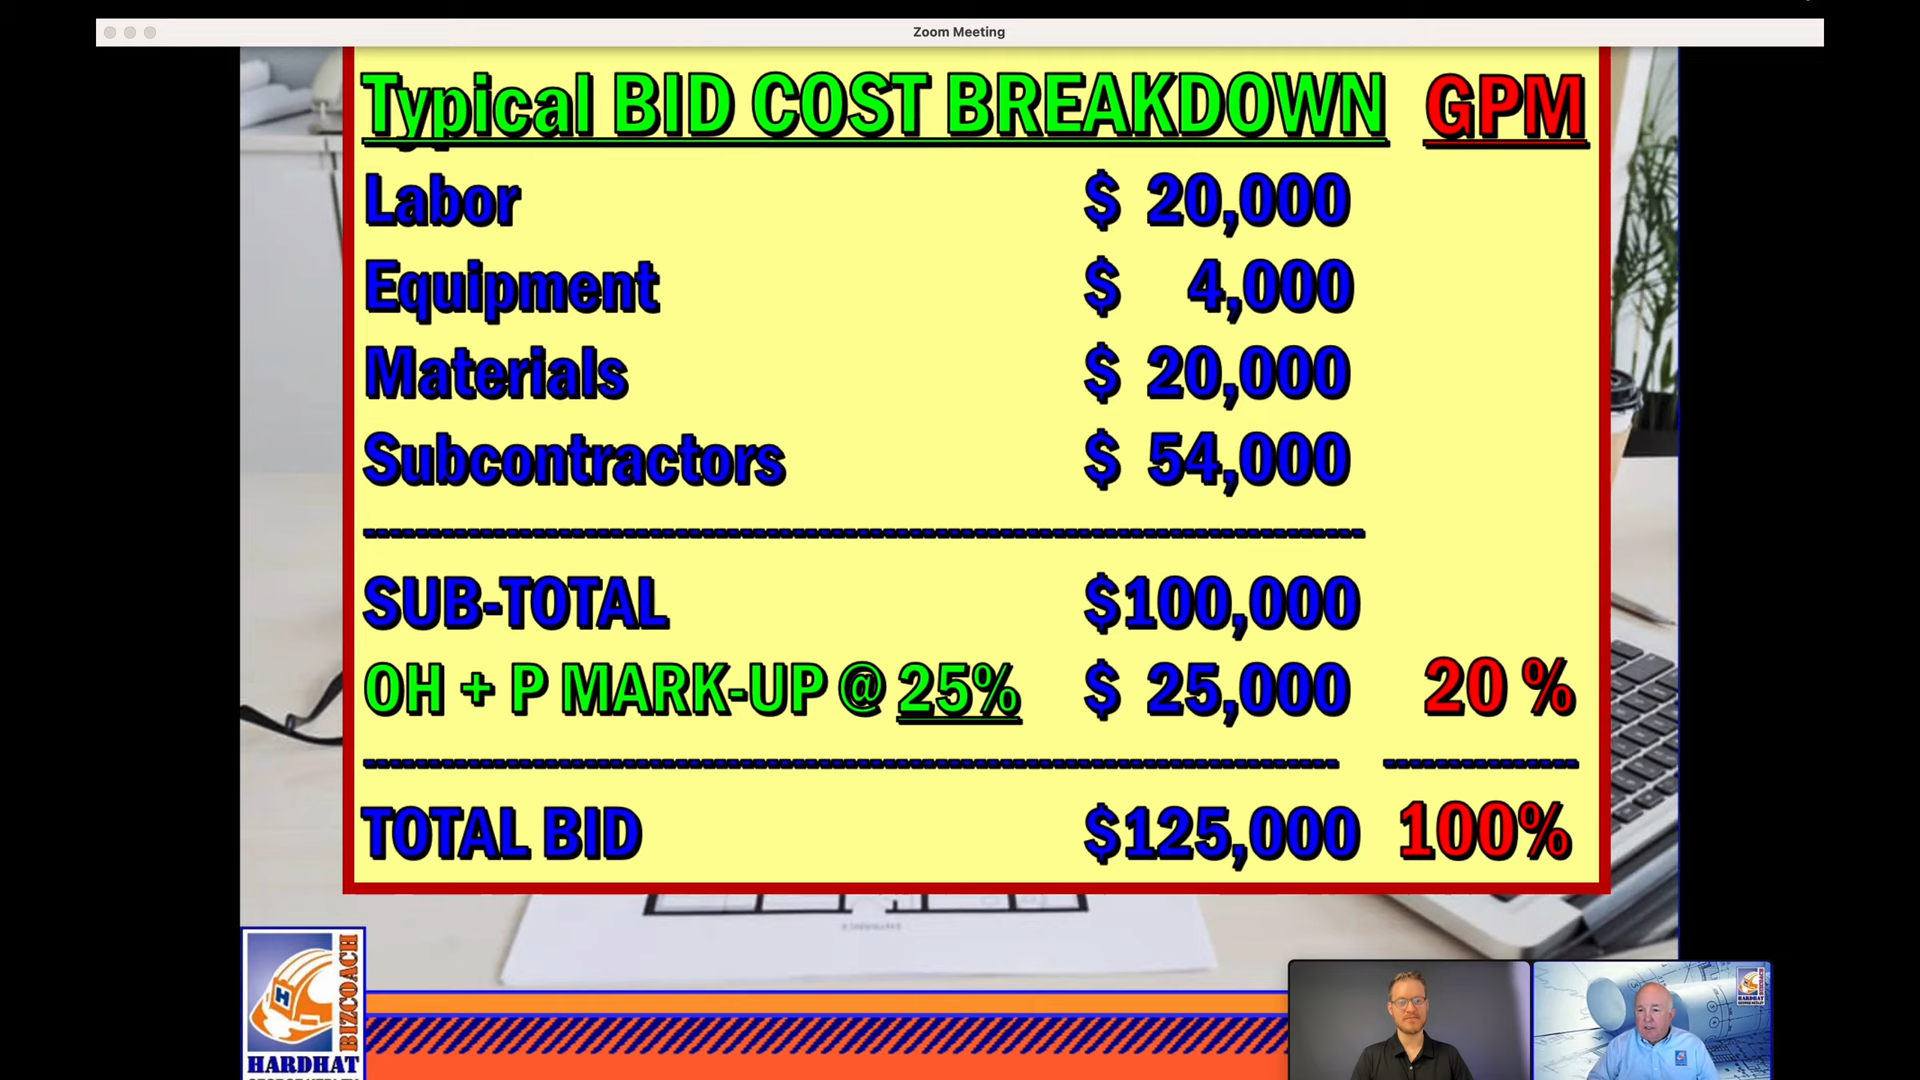 Zoom Meeting
Typical BID COST BREAKDOWN GPM
Labor $ 20,000
Equipment $ 4,000
Materials $ 20,000
Subcontractors $ 54,000
SUB-TOTAL $100,000
OH + P MARK-UP @ 25% $ 25,000 20 %
TOTAL BID $125,000 100%
H
BIZCOACH
HARDHAT